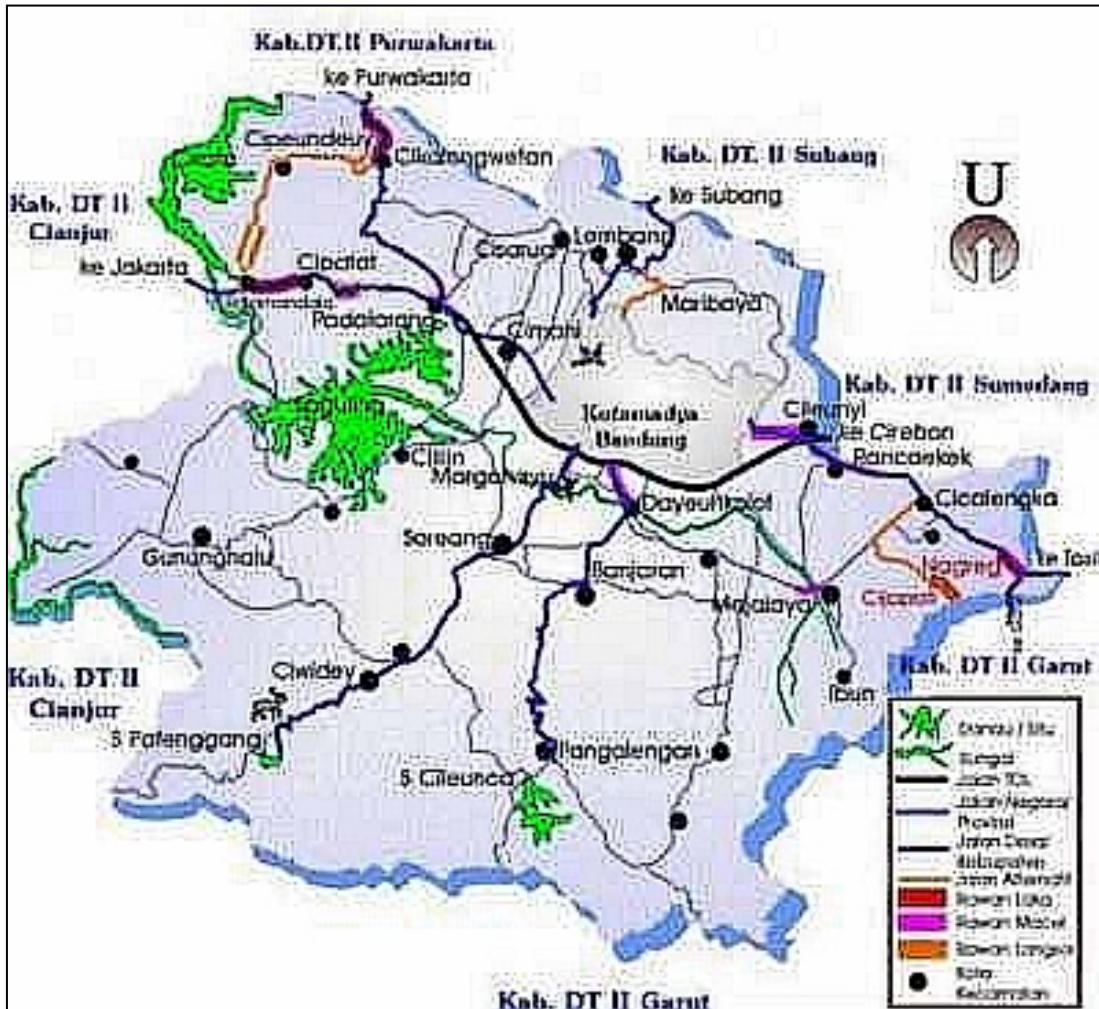 Kab.DT.II Purwakarta
ke Purwakarta
Kab. DT. II Subang
ke Subang
U
Kab. DT II
Cianjur
Cikalongwetan
Cisarua
Lembang
ke Jakarta
Cipatat
Maribaya
Padalarang
Cimahi
Kab. DT II Sumedang
Kotamadya
Bandung
Cileunyi
ke Cirebon
Cililin
Rancaekek
Cicalengka
Dayeuhkolot
Gununghalu
Soreang
Banjaran
Nagreg
Majalaya
Kab. DT II Garut
Kab. DT II
Cianjur
Ciwidey
Ibun
S Patenggang
Pangalengan
S Cileunca
Danau / Situ
Sungai
Jalan TOL
Jalan Negara/
Provinsi
Jalan Desa/
Kabupaten
Jalan Alternatif
Rawan Laka
Rawan Macet
Rawan Longsor
Kota
Kecamatan
Kab. DT II Garut